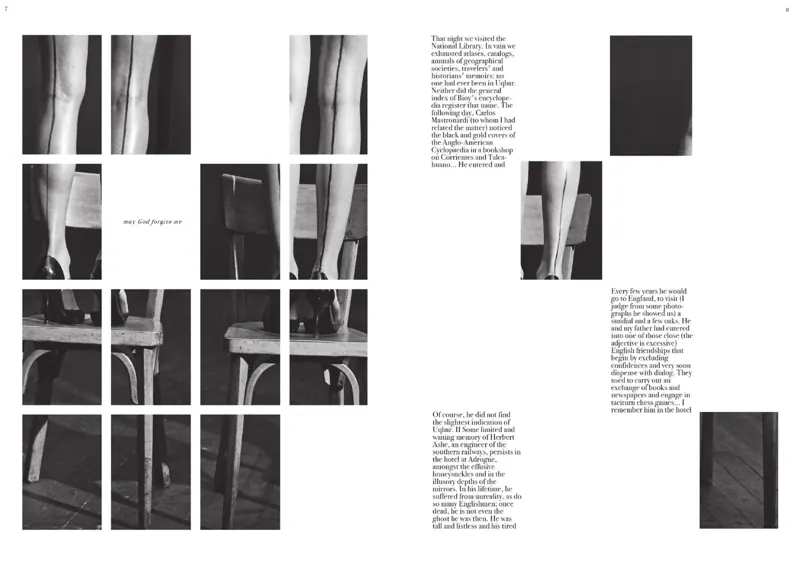 may God forgive me
That night we visited the
National Library. In vain we
exhausted atlases, catalogs,
annals of geographical
societies, travelers' and
historians' memoirs: no
one had ever been in Uqbar.
Neither did the general
index of Bioy's encyclope-
dia register that name. The
following day, Carlos
Mastronardi (to whom I had
related the matter) noticed
the black and gold covers of
the Anglo-American
Cyclopaedia in a bookshop
on Corrientes and Talca-
huano... He entered and
Of course, he did not find
the slightest indication of
Uqbar. II Some limited and
waning memory of Herbert
Ashe, an engineer of the
southern railways, persists in
the hotel at Adrogue,
amongst the effusive
honeysuckles and in the
illusory depths of the
mirrors. In his lifetime, he
suffered from unreality, as do
so many Englishmen; once
dead, he is not even the
ghost he was then. He was
tall and listless and his tired
Every few years he would
go to England, to visit (I
judge from some photo-
graphs he showed us) a
sundial and a few oaks. He
and my father had entered
into one of those close (the
adjective is excessive)
English friendships that
begin by excluding
confidences and very soon
dispense with dialog. They
used to carry out an
exchange of books and
newspapers and engage in
taciturn chess games... I
remember him in the hotel